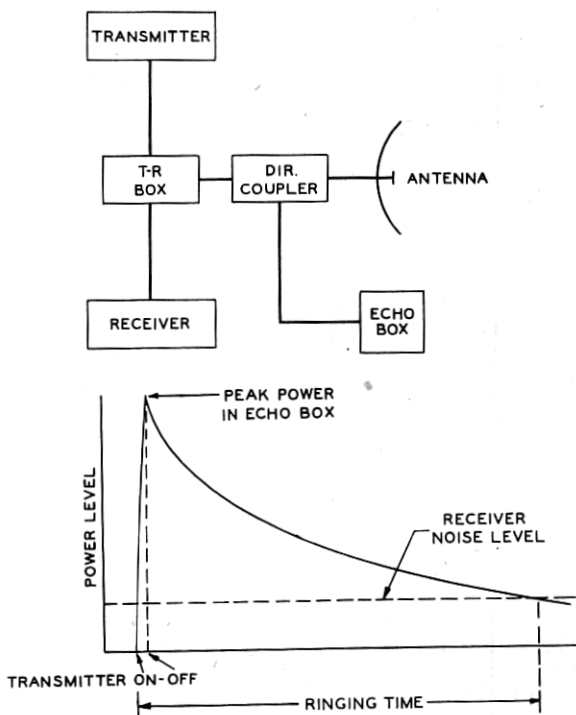 TRANSMITTER
T-R
BOX
DIR.
COUPLER
ANTENNA
RECEIVER
ECHO
BOX
PEAK POWER
IN ECHO BOX
POWER LEVEL
RECEIVER
NOISE LEVEL
TRANSMITTER ON-OFF
RINGING TIME